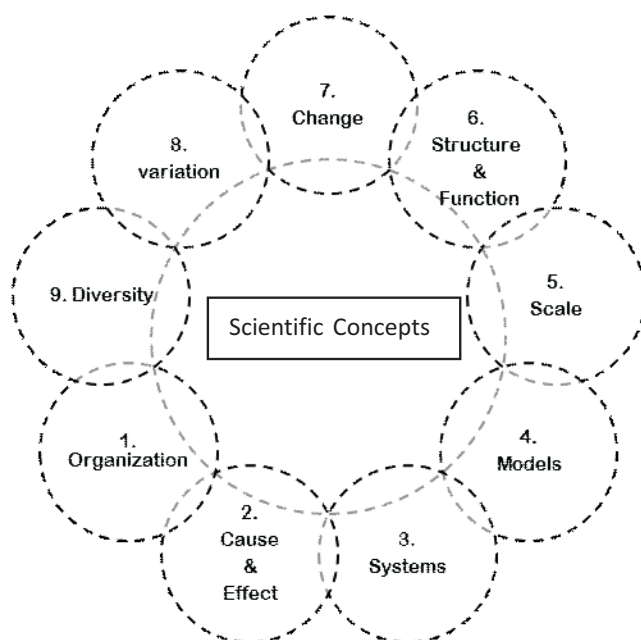 7.
Change
6.
Structure
&
Function
8.
variation
5.
Scale
9. Diversity
Scientific Concepts
4.
Models
1.
Organization
2.
Cause
&
Effect
3.
Systems